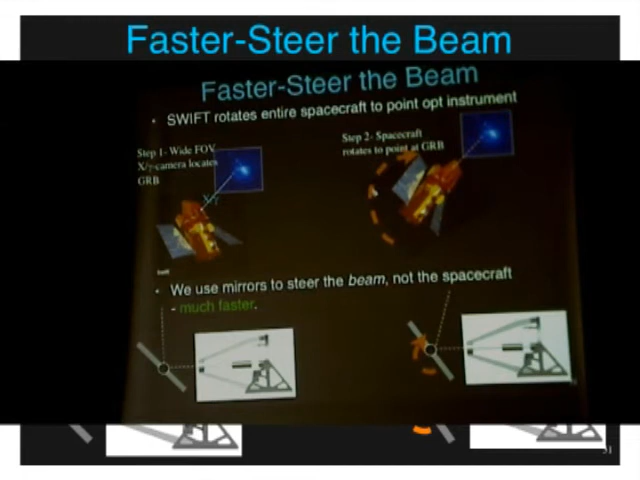 Faster-Steer the Beam
Faster-Steer the Beam
• SWIFT rotates entire spacecraft to point opt instrument
Step 1- Wide FOV
X/γ-camera locates
GRB
Step 2- Spacecraft
rotates to point at GRB
X/γ
• We use mirrors to steer the beam, not the spacecraft
- much faster.
31